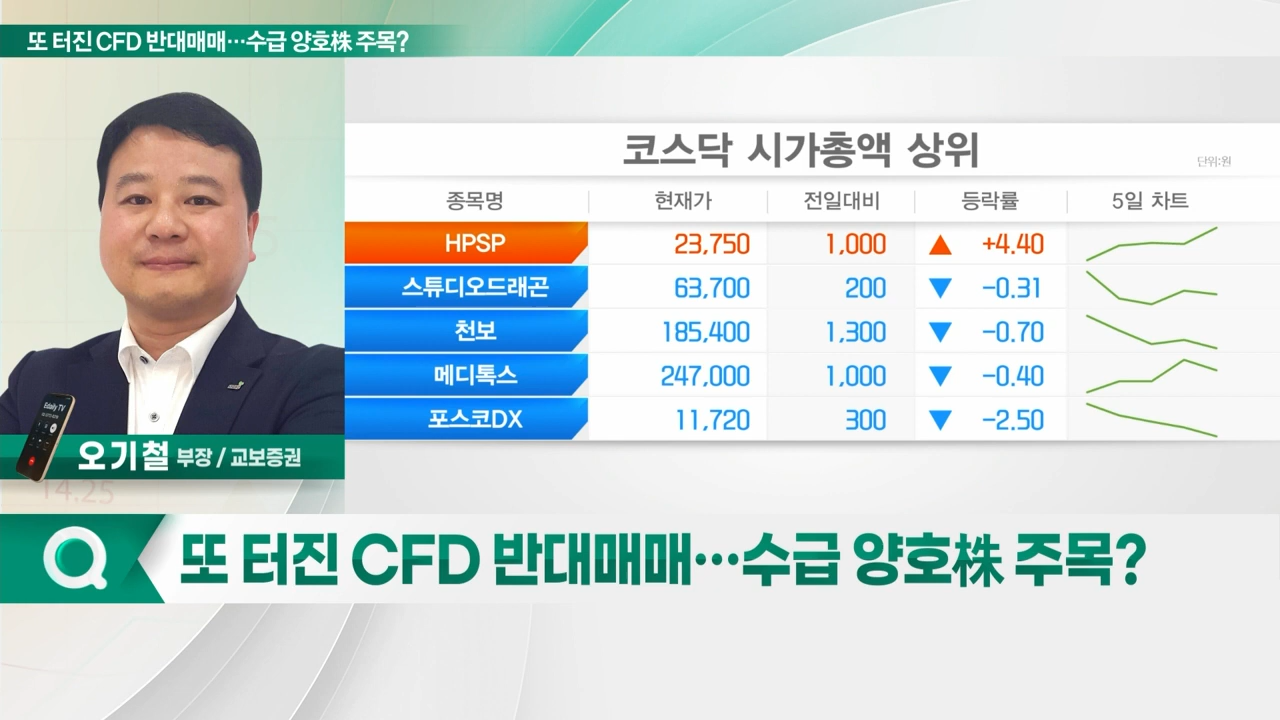 또 터진 CFD 반대매매…수급 양호株 주목?
코스닥 시가총액 상위
단위:원
종목명 현재가 전일대비 등락률 5일 차트
HPSP 23,750 1,000 ▲ +4.40
스튜디오드래곤 63,700 200 ▼ -0.31
천보 185,400 1,300 ▼ -0.70
메디톡스 247,000 1,000 ▼ -0.40
포스코DX 11,720 300 ▼ -2.50
Edaily TV
오기철 부장 / 교보증권
14.25
또 터진 CFD 반대매매…수급 양호株 주목?